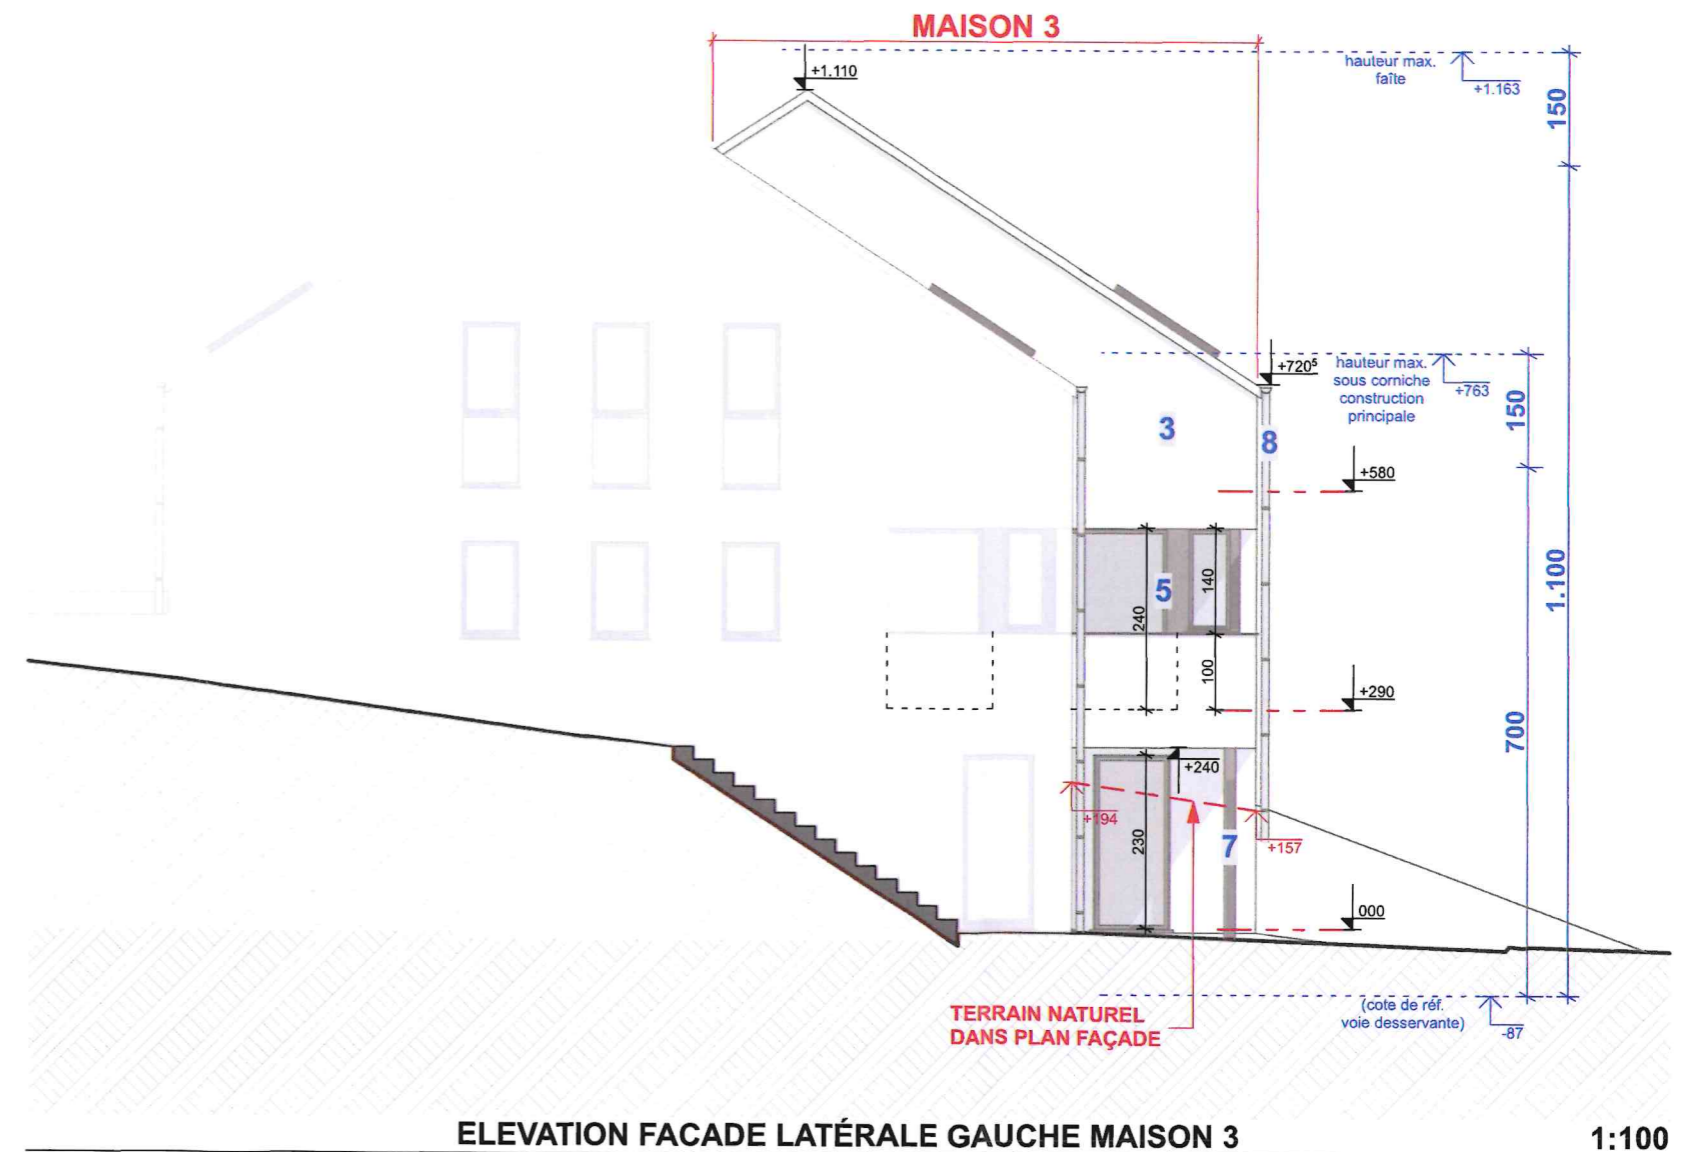 MAISON 3
+1.110
hauteur max.
faîte
+1.163
150
+720⁵
hauteur max.
sous corniche
construction
principale
+763
150
3
8
+580
5
140
240
1.100
100
+290
700
+240
+194
230
7
+157
000
TERRAIN NATUREL
DANS PLAN FAÇADE
(cote de réf.
voie desservante)
-87
ELEVATION FACADE LATÉRALE GAUCHE MAISON 3
1:100